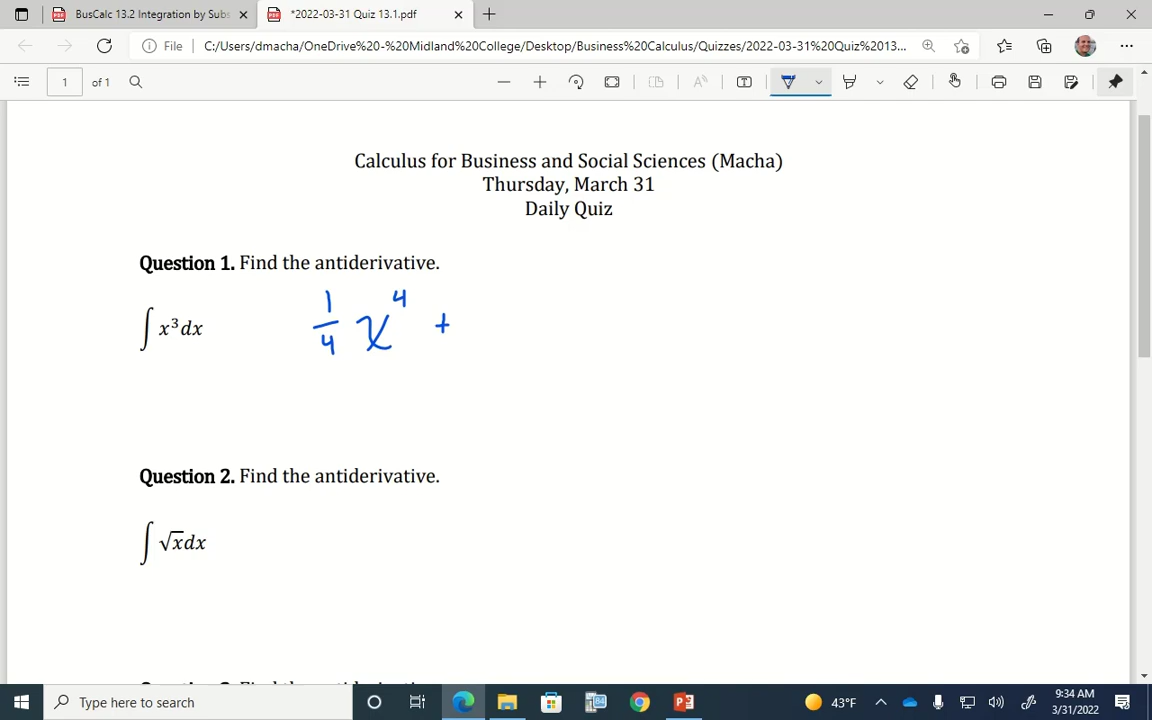 BusCalc 13.2 Integration by Subs
*2022-03-31 Quiz 13.1.pdf
File C:/Users/dmacha/OneDrive%20-%20Midland%20College/Desktop/Business%20Calculus/Quizzes/2022-03-31%20Quiz%2013...
1 of 1
Calculus for Business and Social Sciences (Macha)
Thursday, March 31
Daily Quiz
Question 1. Find the antiderivative.
∫ x³dx 1/4 x⁴ +
Question 2. Find the antiderivative.
∫ √xdx
Type here to search
43°F
9:34 AM
3/31/2022